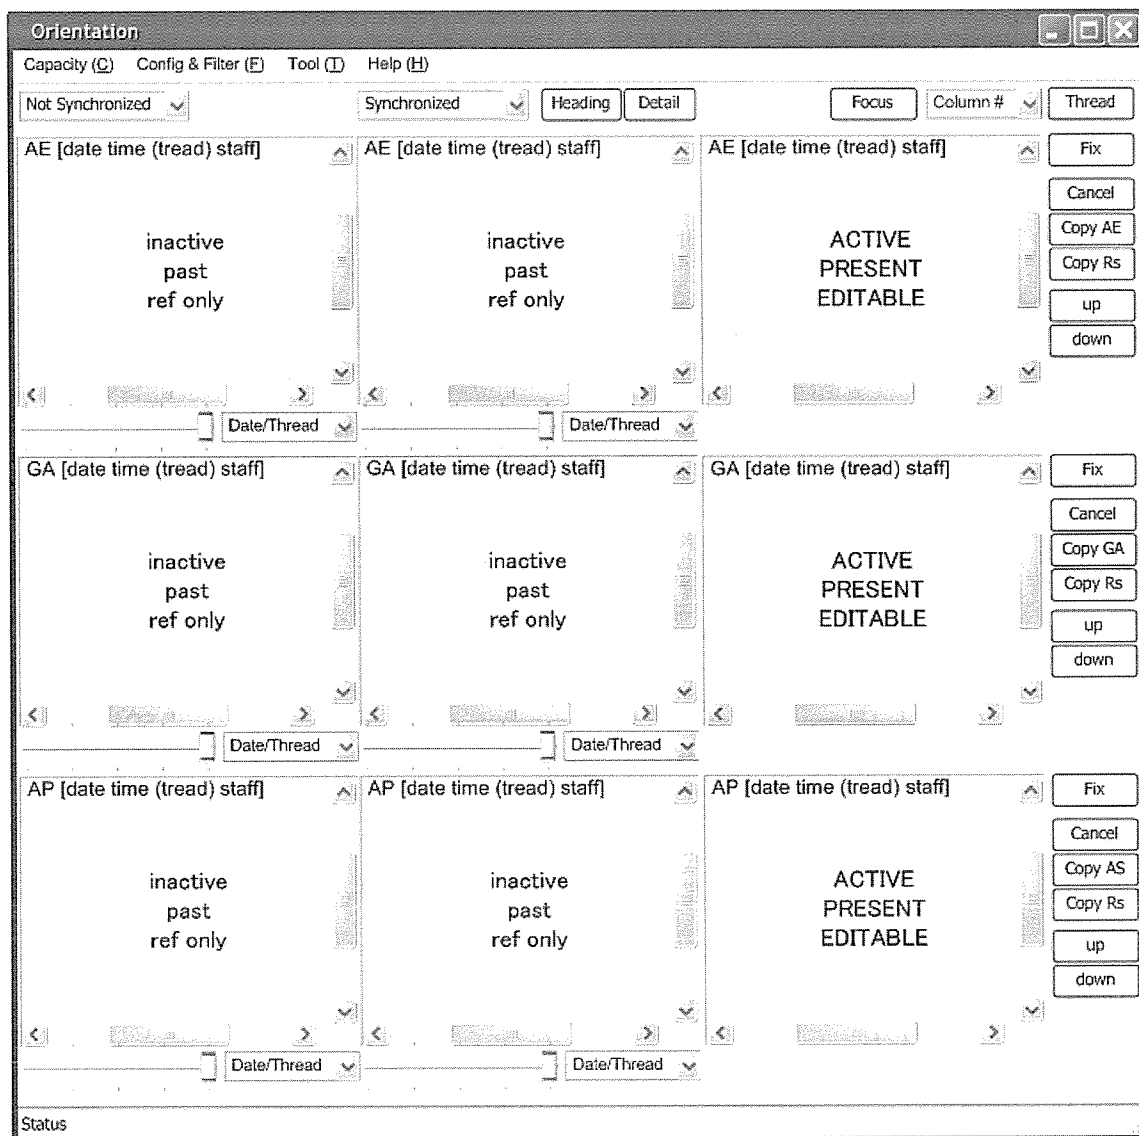 Orientation
Capacity (C) Config & Filter (F) Tool (T) Help (H)
Not Synchronized Synchronized Heading Detail Focus Column # Thread
AE [date time (tread) staff] AE [date time (tread) staff] AE [date time (tread) staff] Fix
Cancel
inactive inactive ACTIVE Copy AE
past past PRESENT Copy Rs
ref only ref only EDITABLE up
down
Date/Thread Date/Thread
GA [date time (tread) staff] GA [date time (tread) staff] GA [date time (tread) staff] Fix
Cancel
inactive inactive ACTIVE Copy GA
past past PRESENT Copy Rs
ref only ref only EDITABLE up
down
Date/Thread Date/Thread
AP [date time (tread) staff] AP [date time (tread) staff] AP [date time (tread) staff] Fix
Cancel
inactive inactive ACTIVE Copy AS
past past PRESENT Copy Rs
ref only ref only EDITABLE up
down
Date/Thread Date/Thread
Status